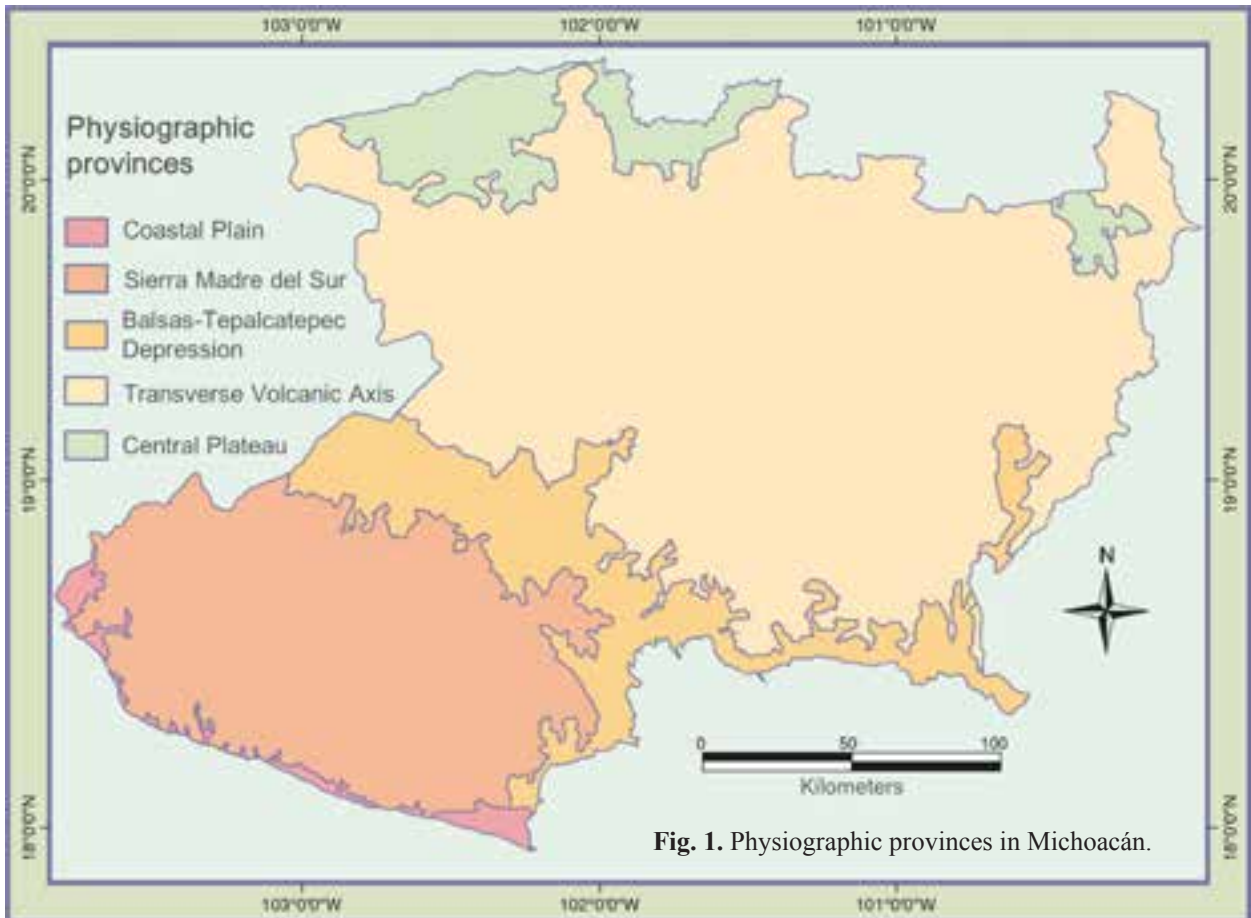 103°0'0"W
102°0'0"W
101°0'0"W
Physiographic
provinces
20°0'0"N
20°0'0"N
Coastal Plain
Sierra Madre del Sur
Balsas-Tepalcatepec
Depression
Transverse Volcanic Axis
Central Plateau
19°0'0"N
19°0'0"N
N
0 50 100
Kilometers
18°0'0"N
18°0'0"N
Fig. 1. Physiographic provinces in Michoacán.
103°0'0"W
102°0'0"W
101°0'0"W